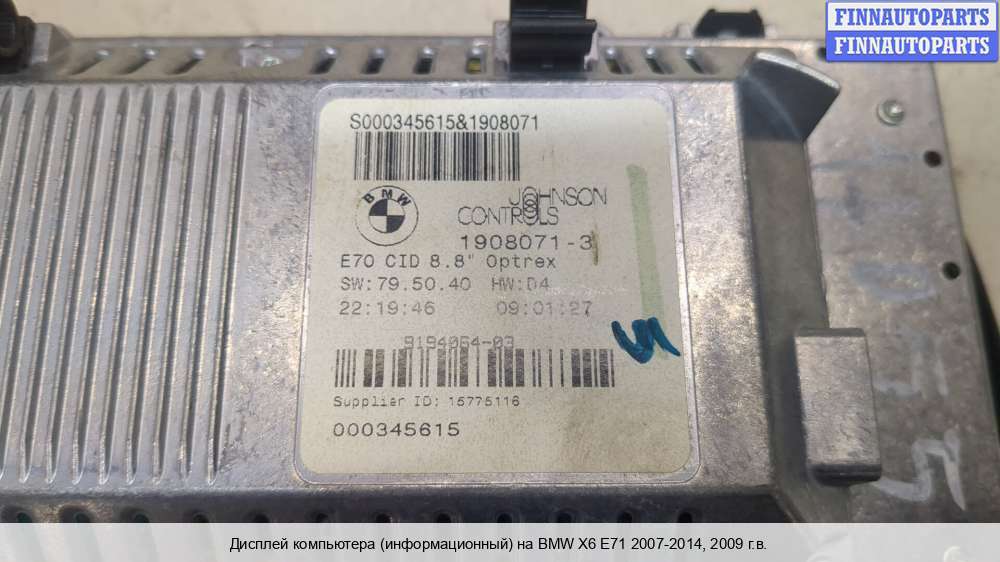 FINNAUTOPARTS
FINNAUTOPARTS
S000345615&1908071
BMW
JOHNSON
CONTROLS
1908071-3
E70 CID 8.8" Optrex
SW:79.50.40 HW:D4
22:19:46 09:01:27
9194064-03
Supplier ID: 15775116
000345615
Дисплей компьютера (информационный) на BMW X6 E71 2007-2014, 2009 г.в.